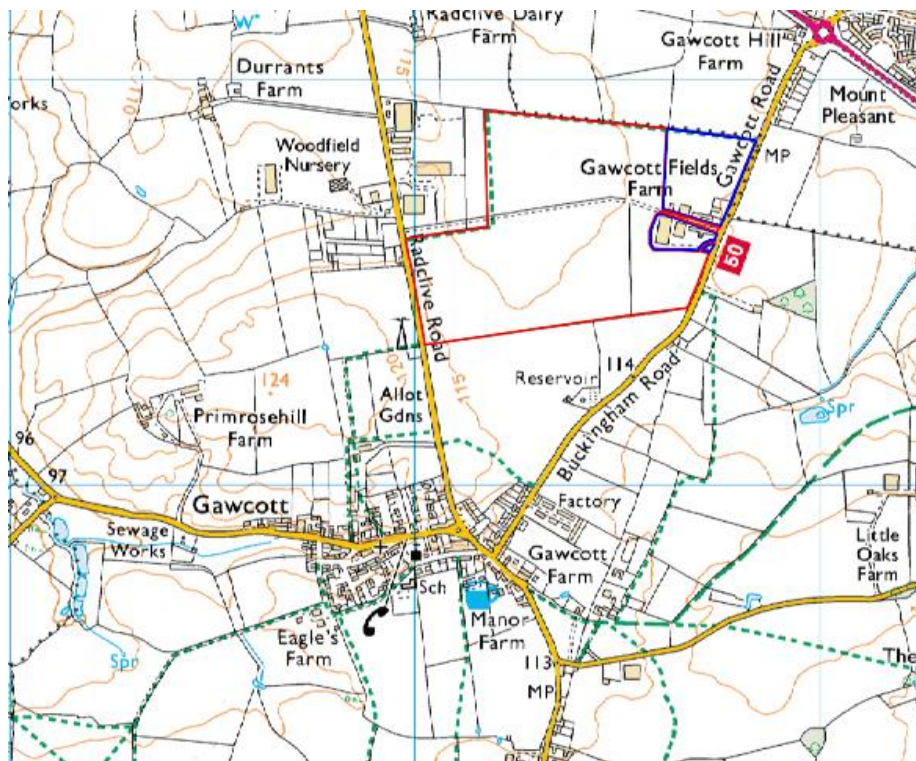 W
Radclive Dairy
Farm
Gawcott Hill
Farm
Durrants
Farm
115
110
orks
Mount
Pleasant
Gawcott Road
Woodfield
Nursery
MP
Gawcott Fields
Farm
50
Radclive Road
114
120
115
Reservoir
124
Allot
Gdns
Primrosehill
Farm
Buckingham Road
Spr
96
97
Gawcott
Factory
Sewage
Works
Little
Oaks
Farm
Gawcott
Farm
Sch
Manor
Farm
Eagle's
Farm
Spr
113
The
MP